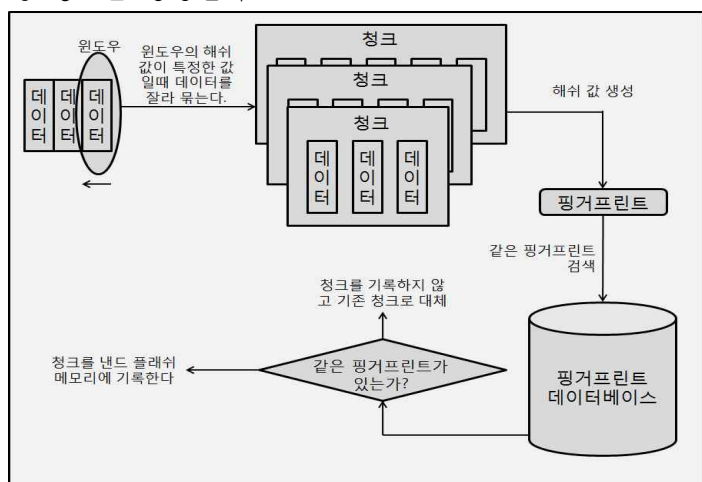 윈도우
데이터
데이터
데이터
윈도우의 해쉬
값이 특정한 값
일때 데이터를
잘라 묶는다.
청크
청크
청크
데이터
데이터
데이터
해쉬 값 생성
핑거프린트
같은 핑거프린트
검색
핑거프린트
데이터베이스
같은 핑거프린트가
있는가?
청크를 기록하지 않
고 기존 청크로 대체
청크를 낸드 플래쉬
메모리에 기록한다